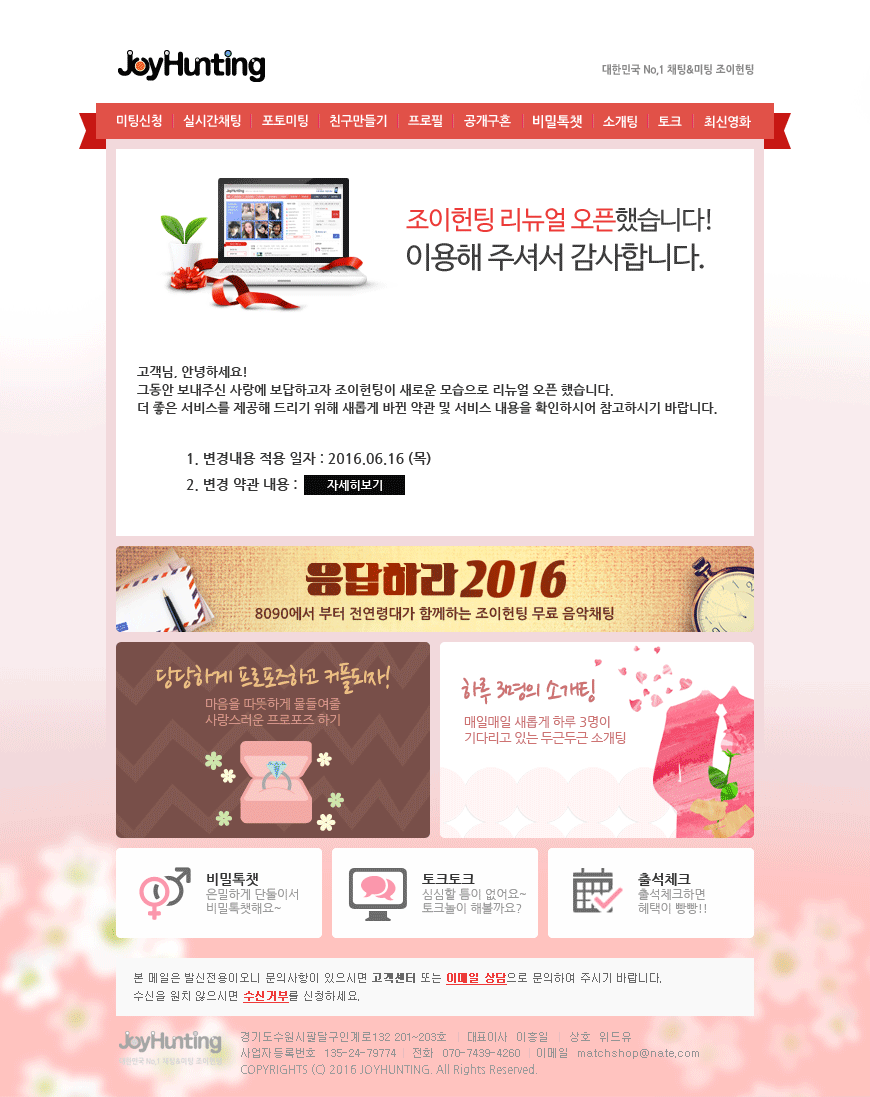 JoyHunting
대한민국 No.1 채팅&미팅 조이헌팅
미팅신청 실시간채팅 포토미팅 친구만들기 프로필 공개구혼 비밀톡챗 소개팅 토크 최신영화
조이헌팅 리뉴얼 오픈했습니다!
이용해 주셔서 감사합니다.
고객님, 안녕하세요!
그동안 보내주신 사랑에 보답하고자 조이헌팅이 새로운 모습으로 리뉴얼 오픈 했습니다.
더 좋은 서비스를 제공해 드리기 위해 새롭게 바뀐 약관 및 서비스 내용을 확인하시어 참고하시기 바랍니다.
1. 변경내용 적용 일자 : 2016.06.16 (목)
2. 변경 약관 내용 : 자세히보기
응답하라 2016
8090에서 부터 전연령대가 함께하는 조이헌팅 무료 음악채팅
당당하게 프로포즈하고 커플되자!
마음을 따뜻하게 물들여줄
사랑스러운 프로포즈 하기
하루 3명의 소개팅
매일매일 새롭게 하루 3명이
기다리고 있는 두근두근 소개팅
비밀톡챗
은밀하게 단둘이서
비밀톡챗해요~
토크토크
심심할 틈이 없어요~
토크놀이 해볼까요?
출석체크
출석체크하면
혜택이 빵빵!!
본 메일은 발신전용이오니 문의사항이 있으시면 고객센터 또는 이메일 상담으로 문의하여 주시기 바랍니다.
수신을 원치 않으시면 수신거부를 신청하세요.
JoyHunting
대한민국 No.1 채팅&미팅 조이헌팅
경기도수원시팔달구인계로132 201~203호 | 대표이사 이흥일 | 상호 위드유
사업자등록번호 135-24-79774 | 전화 070-7439-4260 | 이메일 matchshop@nate.com
COPYRIGHTS (C) 2016 JOYHUNTING. All Rights Reserved.